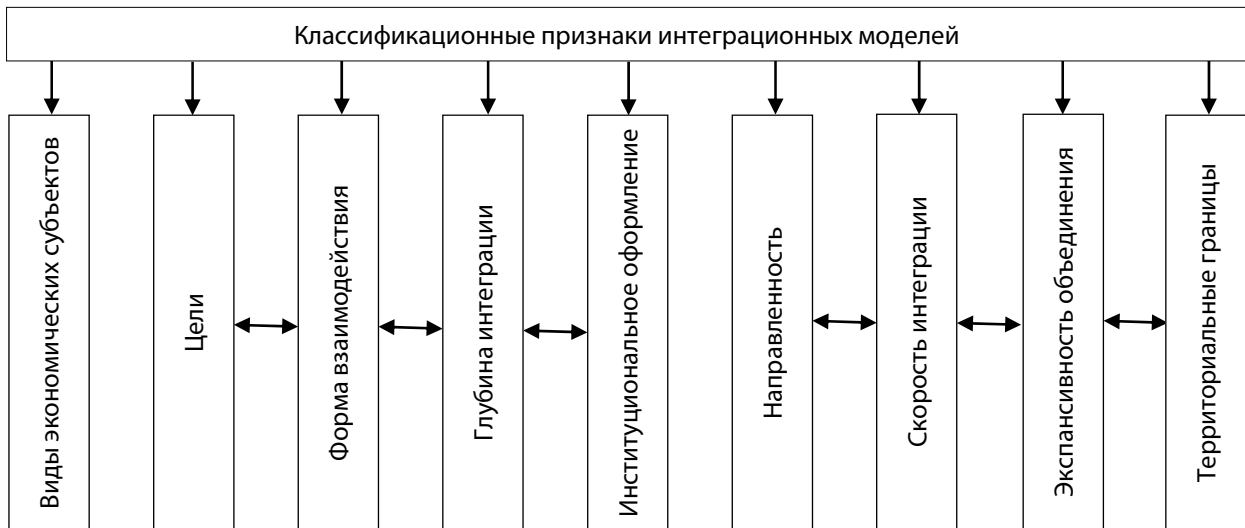 Классификационные признаки интеграционных моделей
Виды экономических субъектов
Цели
Форма взаимодействия
Глубина интеграции
Институциональное оформление
Направленность
Скорость интеграции
Экспансивность объединения
Территориальные границы